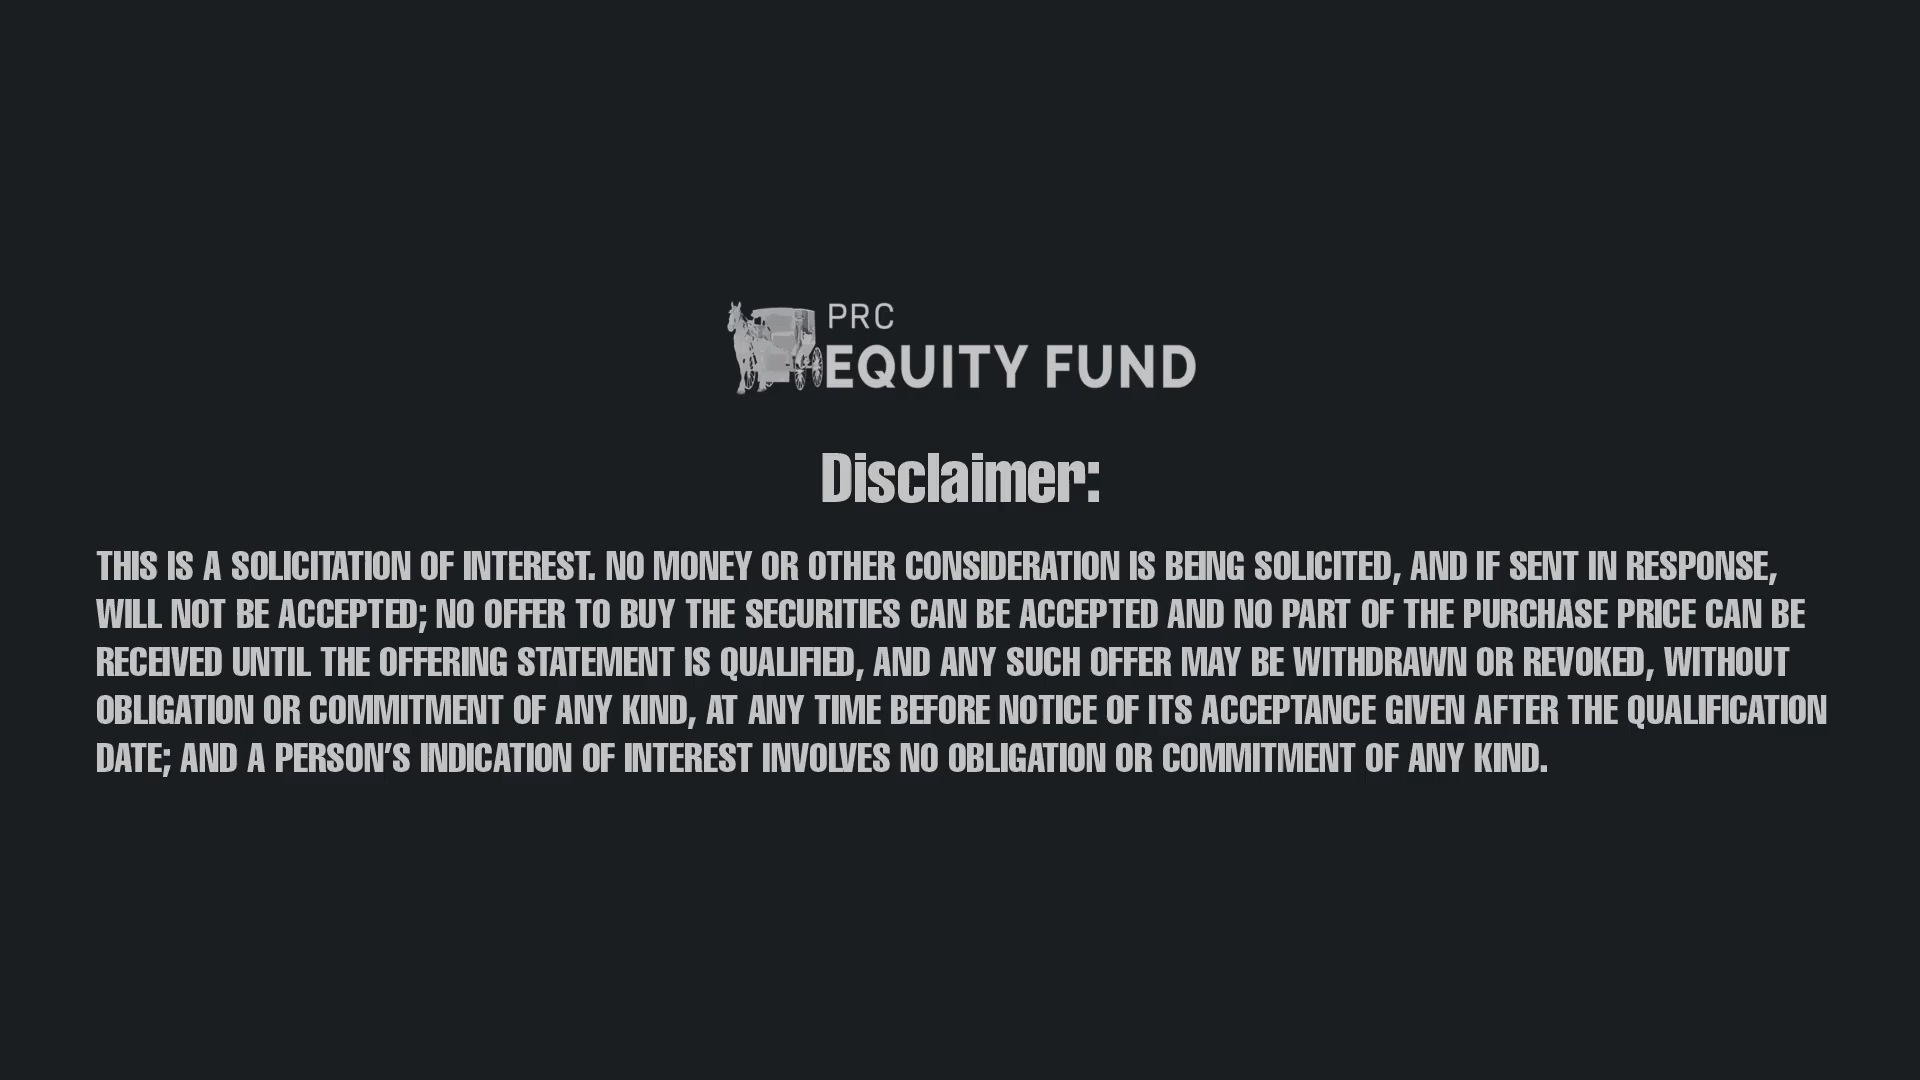 PRC
EQUITY FUND
Disclaimer:
THIS IS A SOLICITATION OF INTEREST. NO MONEY OR OTHER CONSIDERATION IS BEING SOLICITED, AND IF SENT IN RESPONSE,
WILL NOT BE ACCEPTED; NO OFFER TO BUY THE SECURITIES CAN BE ACCEPTED AND NO PART OF THE PURCHASE PRICE CAN BE
RECEIVED UNTIL THE OFFERING STATEMENT IS QUALIFIED, AND ANY SUCH OFFER MAY BE WITHDRAWN OR REVOKED, WITHOUT
OBLIGATION OR COMMITMENT OF ANY KIND, AT ANY TIME BEFORE NOTICE OF ITS ACCEPTANCE GIVEN AFTER THE QUALIFICATION
DATE; AND A PERSON’S INDICATION OF INTEREST INVOLVES NO OBLIGATION OR COMMITMENT OF ANY KIND.